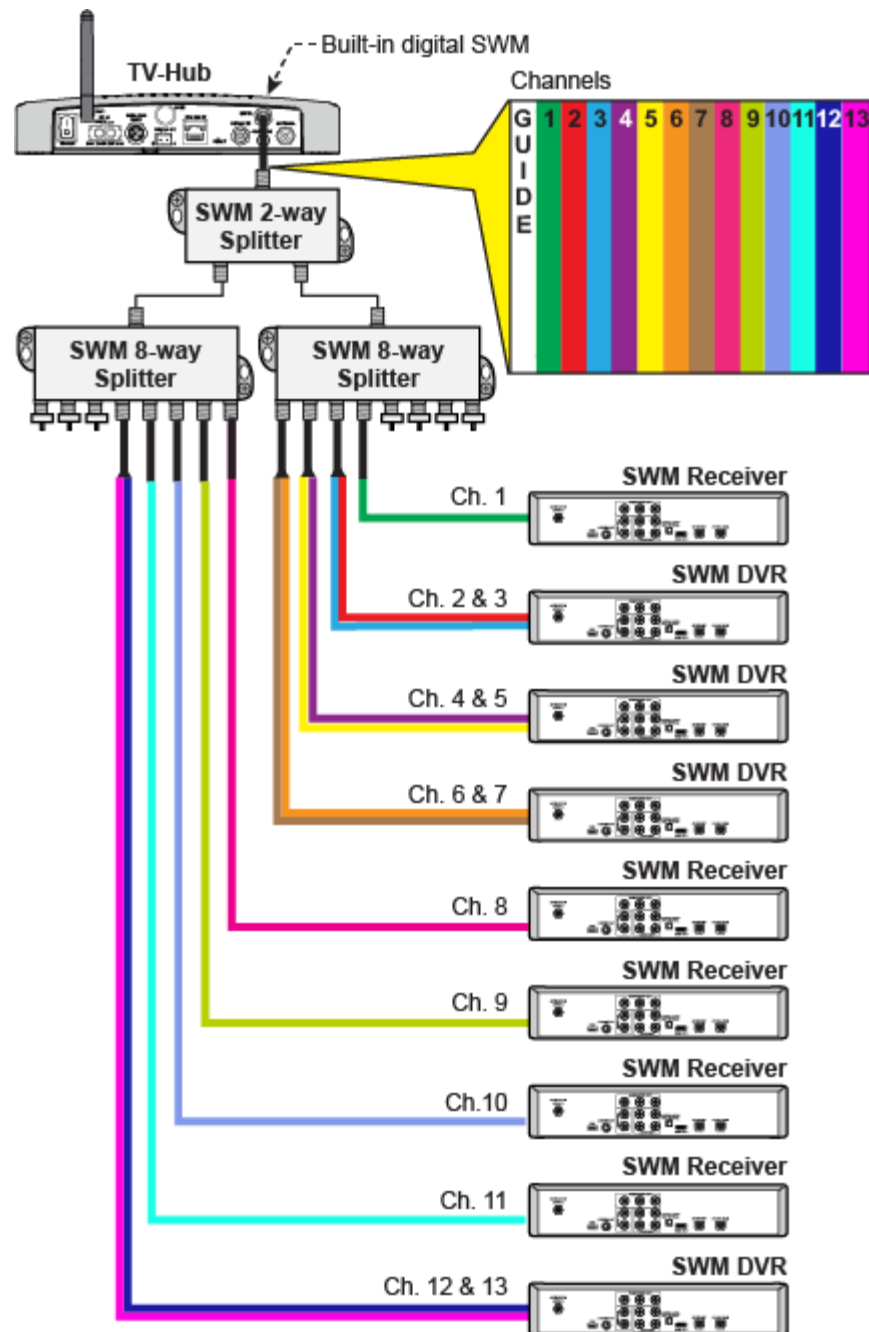 Built-in digital SWM
TV-Hub
Channels
GUIDE 1 2 3 4 5 6 7 8 9 10 11 12 13
SWM 2-way
Splitter
SWM 8-way
Splitter
SWM 8-way
Splitter
SWM Receiver
Ch. 1
SWM DVR
Ch. 2 & 3
SWM DVR
Ch. 4 & 5
SWM DVR
Ch. 6 & 7
SWM Receiver
Ch. 8
SWM Receiver
Ch. 9
SWM Receiver
Ch.10
SWM Receiver
Ch. 11
SWM DVR
Ch. 12 & 13